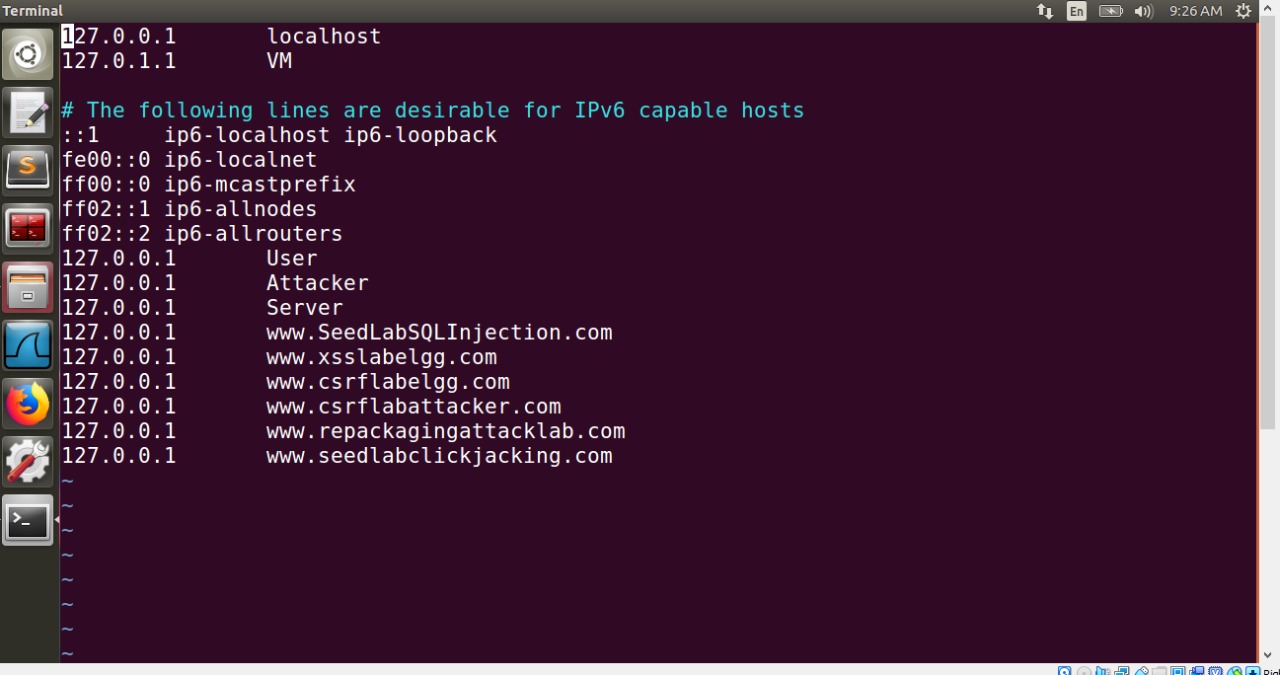 Terminal
En
9:26 AM
127.0.0.1       localhost
127.0.1.1       VM
# The following lines are desirable for IPv6 capable hosts
::1     ip6-localhost ip6-loopback
fe00::0 ip6-localnet
ff00::0 ip6-mcastprefix
ff02::1 ip6-allnodes
ff02::2 ip6-allrouters
127.0.0.1       User
127.0.0.1       Attacker
127.0.0.1       Server
127.0.0.1       www.SeedLabSQLInjection.com
127.0.0.1       www.xsslabelgg.com
127.0.0.1       www.csrflabelgg.com
127.0.0.1       www.csrflabattacker.com
127.0.0.1       www.repackagingattacklab.com
127.0.0.1       www.seedlabclickjacking.com
~
~
~
~
~
~
~
~